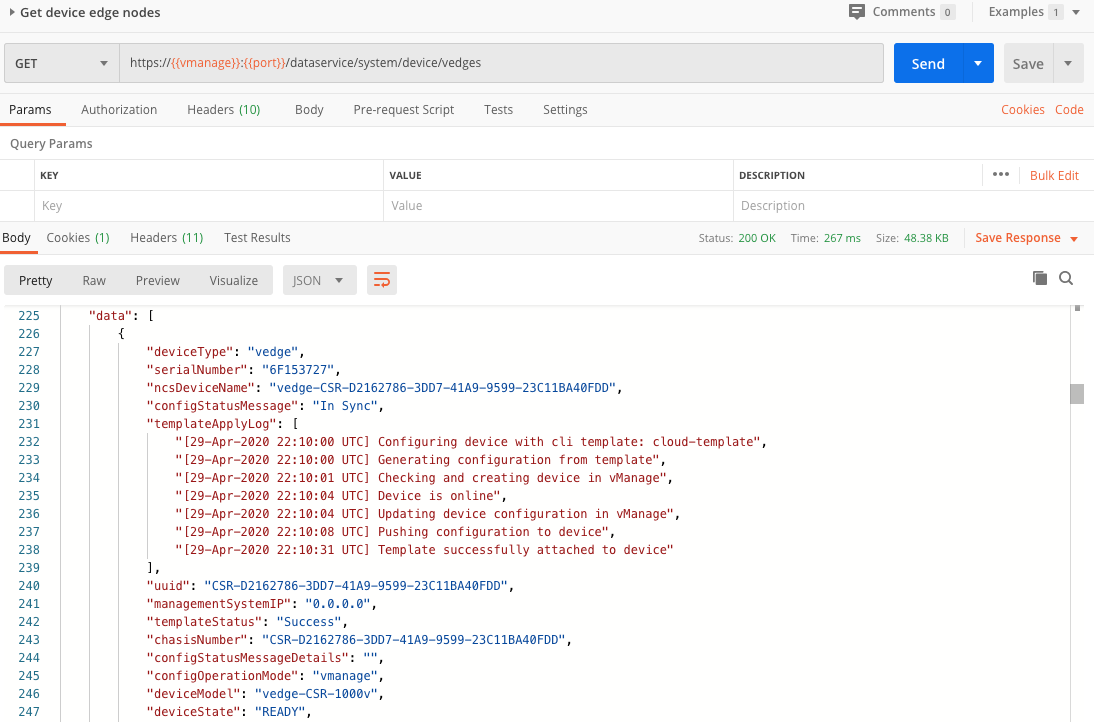 Get device edge nodes Comments 0 Examples 1
GET https://{{vmanage}}:{{port}}/dataservice/system/device/vedges Send Save
Params Authorization Headers (10) Body Pre-request Script Tests Settings Cookies Code
Query Params
KEY VALUE DESCRIPTION ••• Bulk Edit
Key Value Description
Body Cookies (1) Headers (11) Test Results Status: 200 OK Time: 267 ms Size: 48.38 KB Save Response
Pretty Raw Preview Visualize JSON
225 "data": [
226 {
227 "deviceType": "vedge",
228 "serialNumber": "6F153727",
229 "ncsDeviceName": "vedge-CSR-D2162786-3DD7-41A9-9599-23C11BA40FDD",
230 "configStatusMessage": "In Sync",
231 "templateApplyLog": [
232 "[29-Apr-2020 22:10:00 UTC] Configuring device with cli template: cloud-template",
233 "[29-Apr-2020 22:10:00 UTC] Generating configuration from template",
234 "[29-Apr-2020 22:10:01 UTC] Checking and creating device in vManage",
235 "[29-Apr-2020 22:10:04 UTC] Device is online",
236 "[29-Apr-2020 22:10:04 UTC] Updating device configuration in vManage",
237 "[29-Apr-2020 22:10:08 UTC] Pushing configuration to device",
238 "[29-Apr-2020 22:10:31 UTC] Template successfully attached to device"
239 ],
240 "uuid": "CSR-D2162786-3DD7-41A9-9599-23C11BA40FDD",
241 "managementSystemIP": "0.0.0.0",
242 "templateStatus": "Success",
243 "chasisNumber": "CSR-D2162786-3DD7-41A9-9599-23C11BA40FDD",
244 "configStatusMessageDetails": "",
245 "configOperationMode": "vmanage",
246 "deviceModel": "vedge-CSR-1000v",
247 "deviceState": "READY",